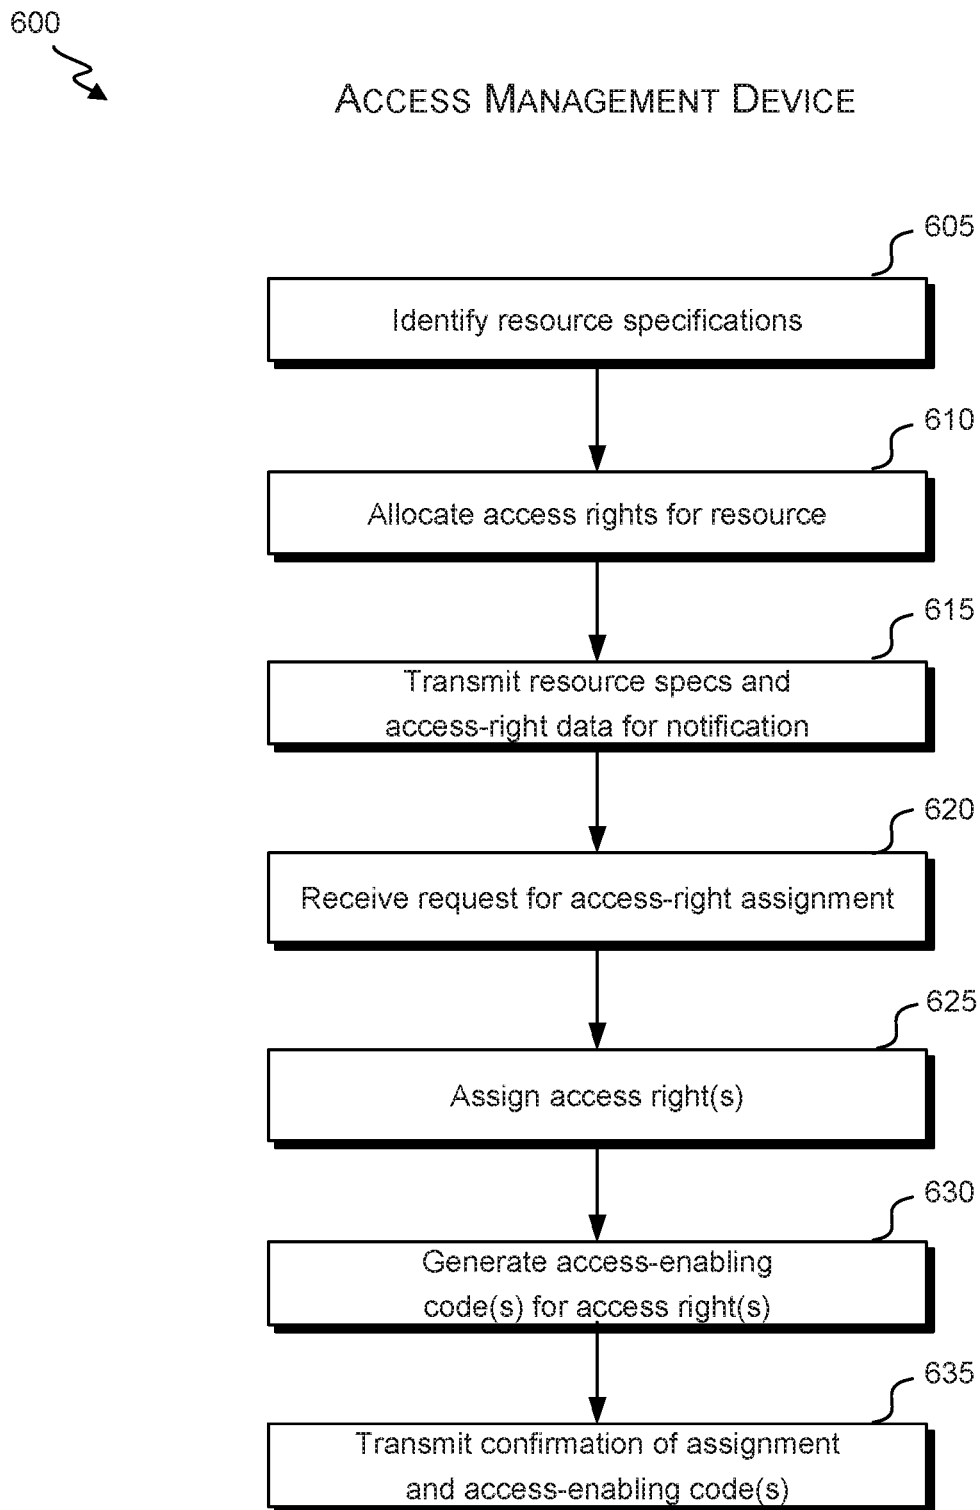 600
ACCESS MANAGEMENT DEVICE
605
Identify resource specifications
610
Allocate access rights for resource
615
Transmit resource specs and
access-right data for notification
620
Receive request for access-right assignment
625
Assign access right(s)
630
Generate access-enabling
code(s) for access right(s)
635
Transmit confirmation of assignment
and access-enabling code(s)